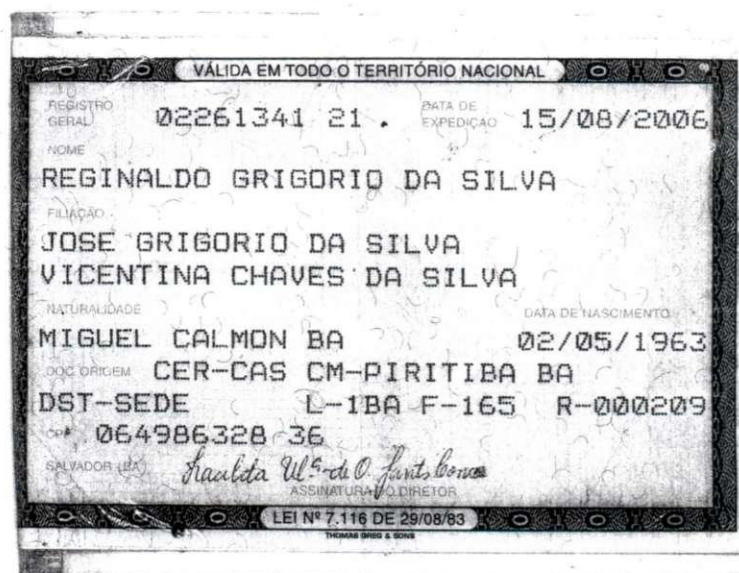 VÁLIDA EM TODO O TERRITÓRIO NACIONAL
REGISTRO GERAL 02261341 21 . DATA DE EXPEDIÇÃO 15/08/2006
NOME
REGINALDO GRIGORIO DA SILVA
FILIAÇÃO
JOSE GRIGORIO DA SILVA
VICENTINA CHAVES DA SILVA
NATURALIDADE DATA DE NASCIMENTO
MIGUEL CALMON BA 02/05/1963
DOC ORIGEM CER-CAS CM-PIRITIBA BA
DST-SEDE L-1BA F-165 R-000209
CPF 064986328 36
SALVADOR (BA)
ASSINATURA DO DIRETOR
LEI Nº 7.116 DE 29/08/83
THOMAS GREG & SONS